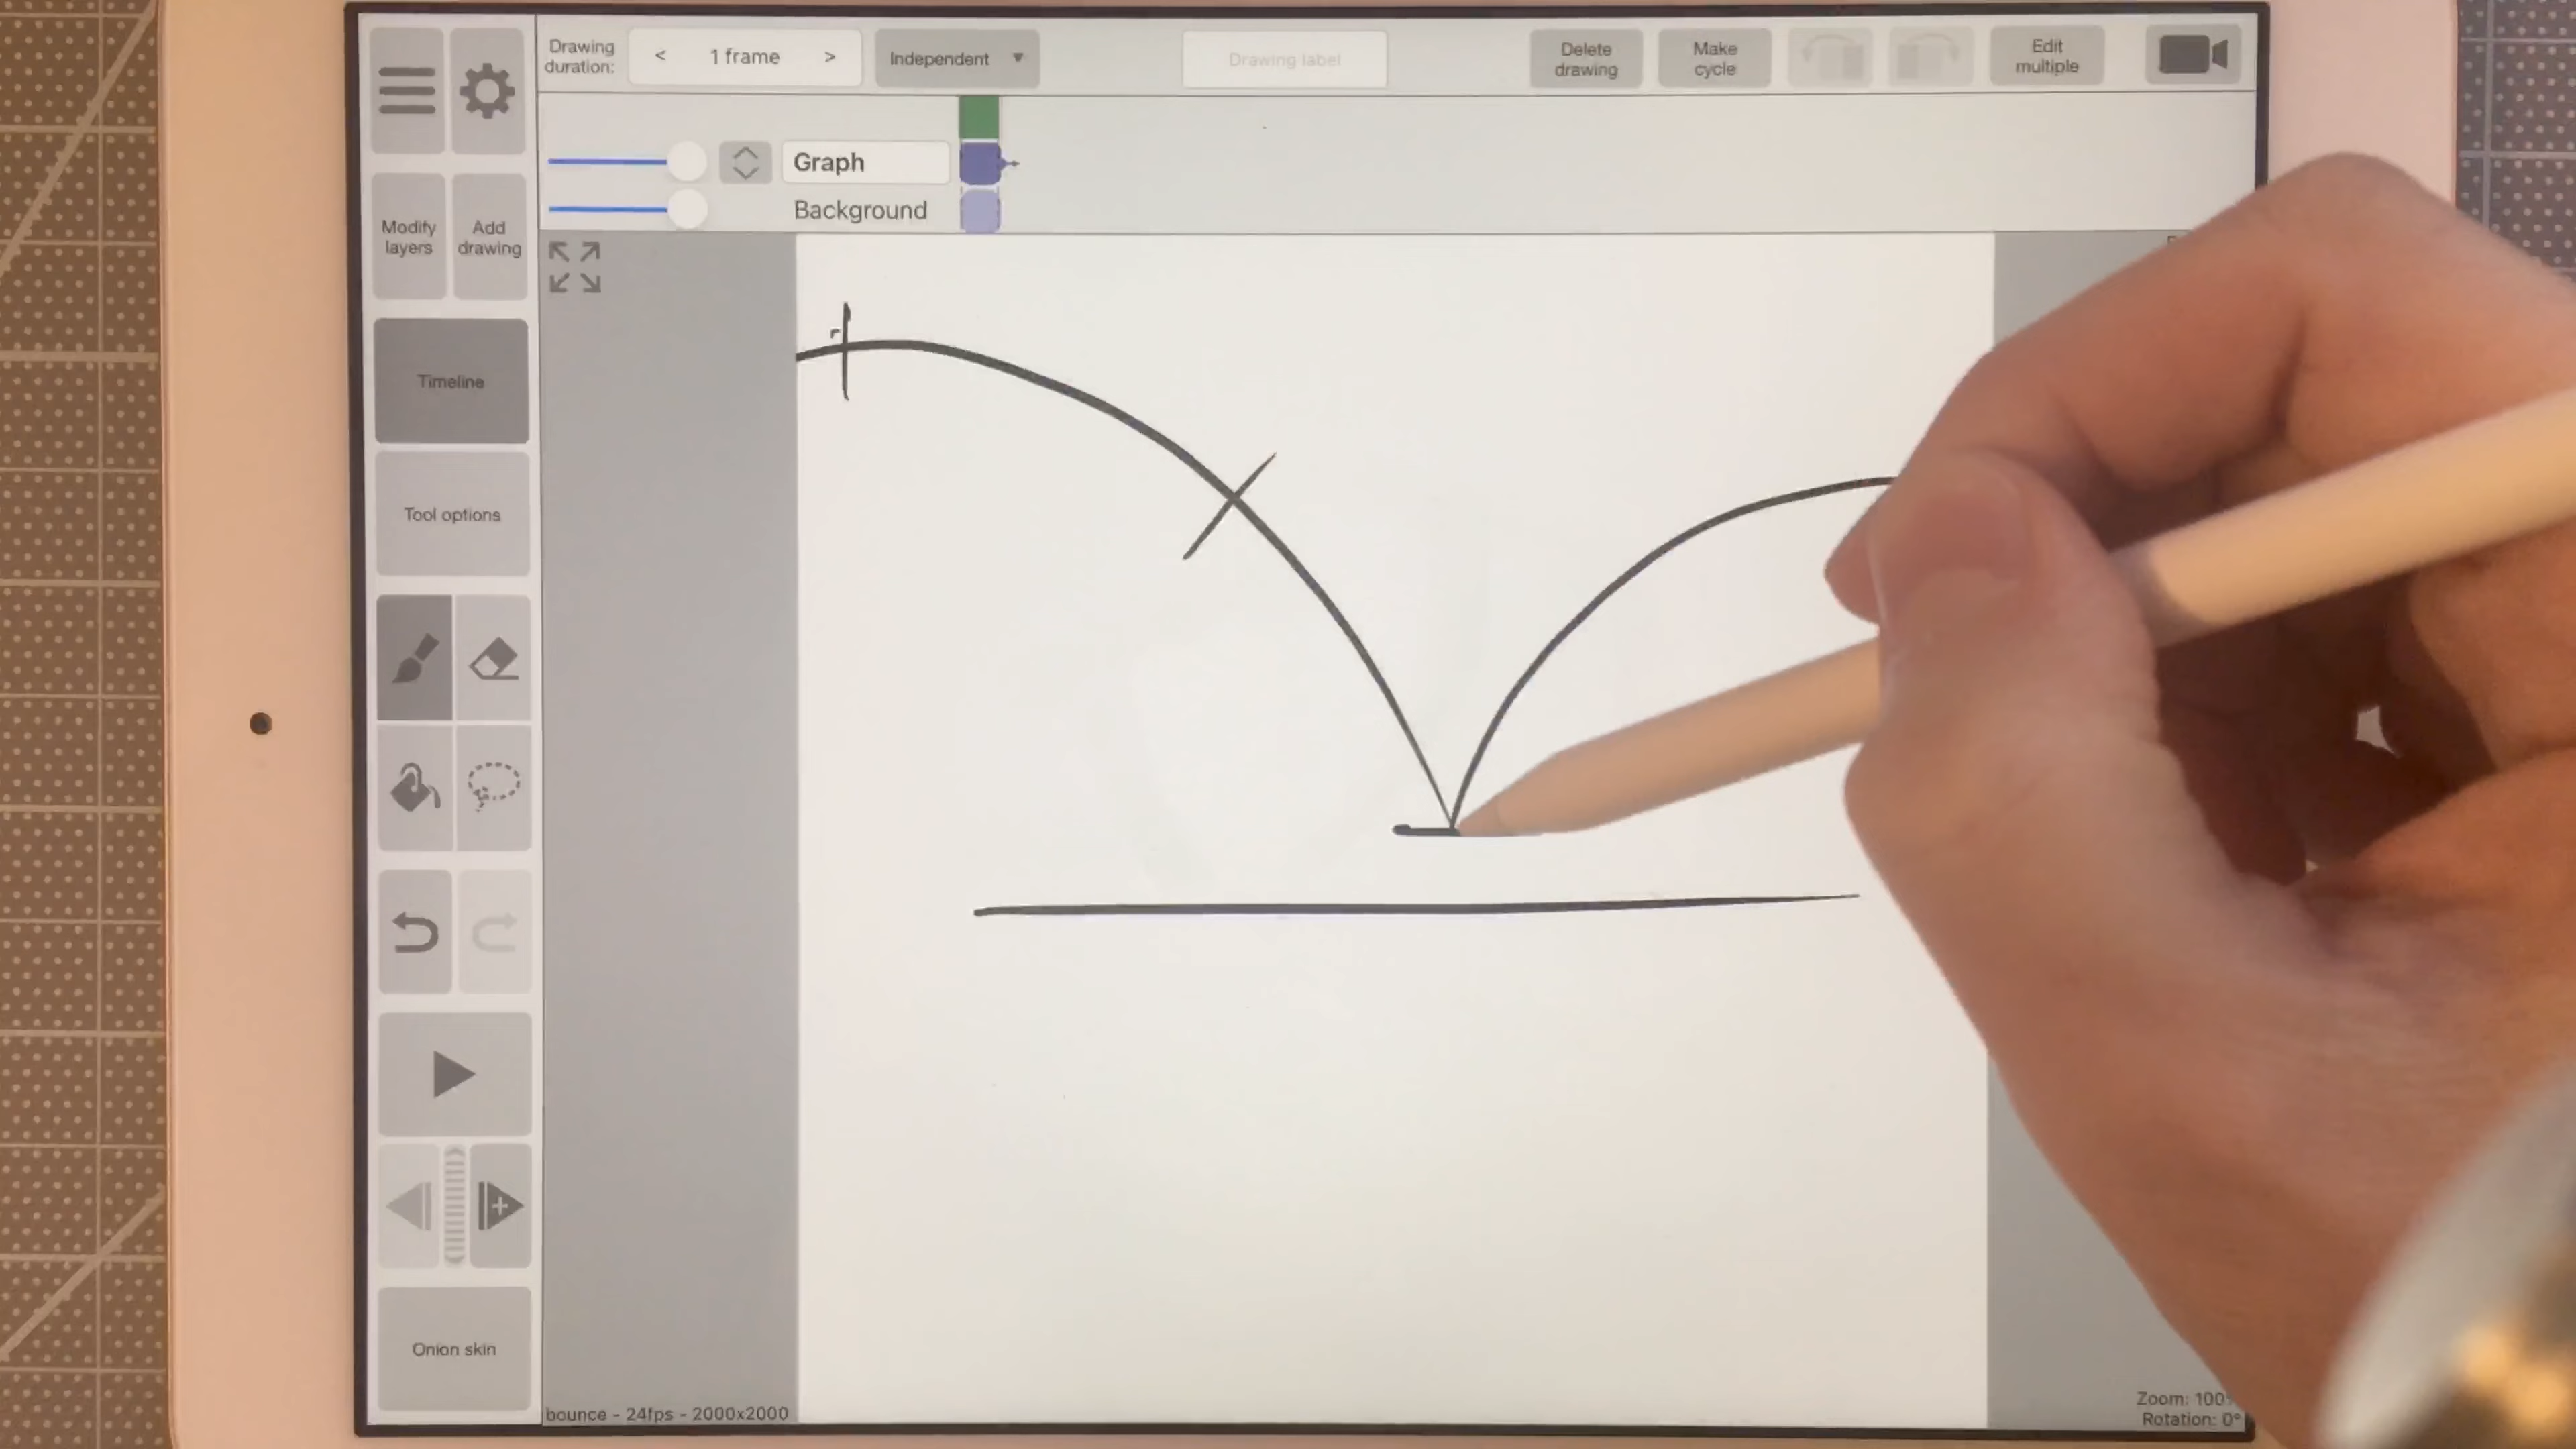 Drawing
duration:
< 1 frame >
Independent
Drawing label
Delete
drawing
Make
cycle
Edit
multiple
Graph
Background
Modify
layers
Add
drawing
Timeline
Tool options
Onion skin
bounce - 24fps - 2000x2000
Zoom: 100
Rotation: 0°